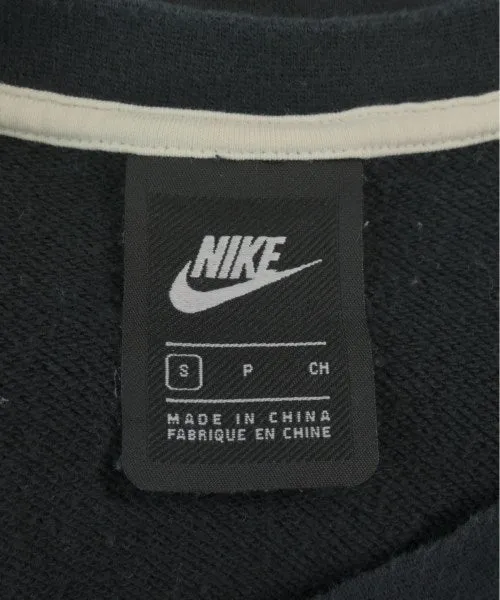 NIKE
S P CH
MADE IN CHINA
FABRIQUE EN CHINE